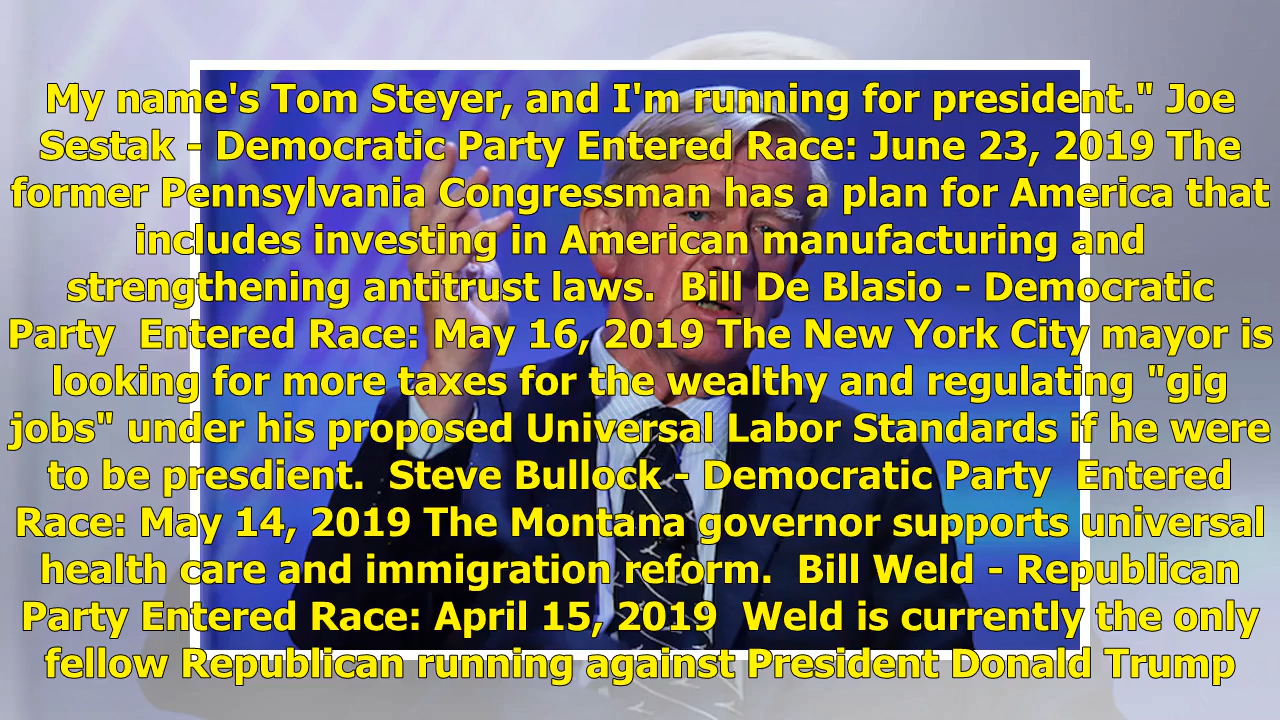 My name's Tom Steyer, and I'm running for president." Joe
Sestak - Democratic Party Entered Race: June 23, 2019 The
former Pennsylvania Congressman has a plan for America that
includes investing in American manufacturing and
strengthening antitrust laws.  Bill De Blasio - Democratic
Party  Entered Race: May 16, 2019 The New York City mayor is
looking for more taxes for the wealthy and regulating "gig
jobs" under his proposed Universal Labor Standards if he were
to be presdient.  Steve Bullock - Democratic Party  Entered
Race: May 14, 2019 The Montana governor supports universal
health care and immigration reform.  Bill Weld - Republican
Party Entered Race: April 15, 2019  Weld is currently the only
fellow Republican running against President Donald Trump